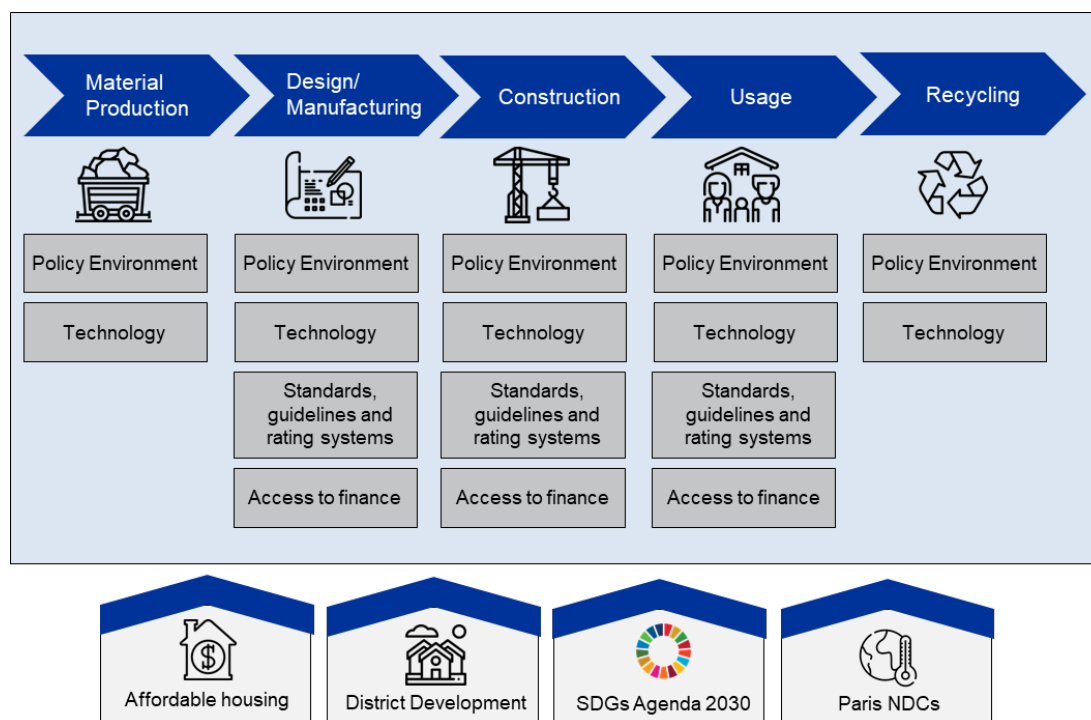 Material
Production
Design/
Manufacturing
Construction
Usage
Recycling
Policy Environment
Policy Environment
Policy Environment
Policy Environment
Policy Environment
Technology
Technology
Technology
Technology
Technology
Standards,
guidelines and
rating systems
Standards,
guidelines and
rating systems
Standards,
guidelines and
rating systems
Access to finance
Access to finance
Access to finance
$
Affordable housing
District Development
SDGs Agenda 2030
Paris NDCs